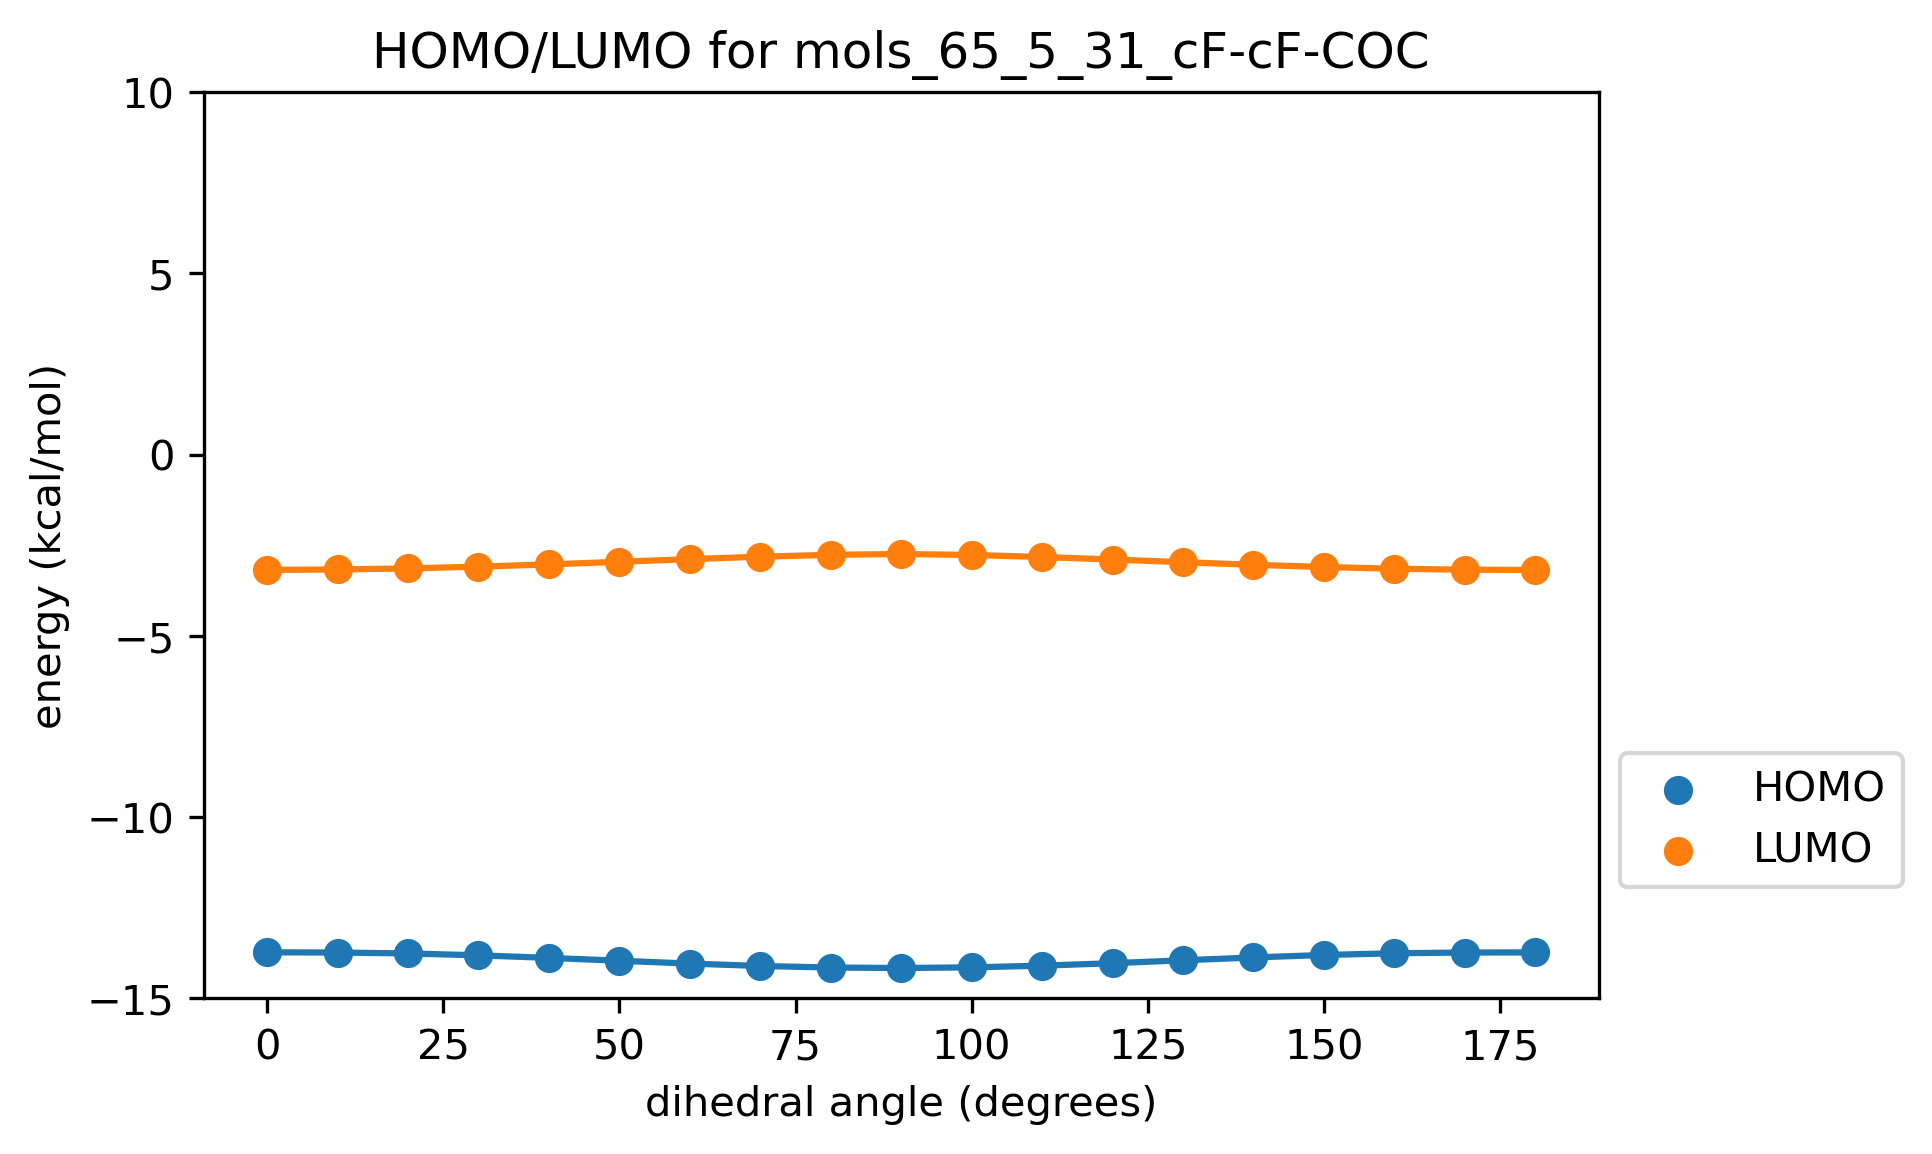 HOMO/LUMO for mols_65_5_31_cF-cF-COC
10
5
0
−5
−10
−15
energy (kcal/mol)
0 25 50 75 100 125 150 175
dihedral angle (degrees)
HOMO
LUMO